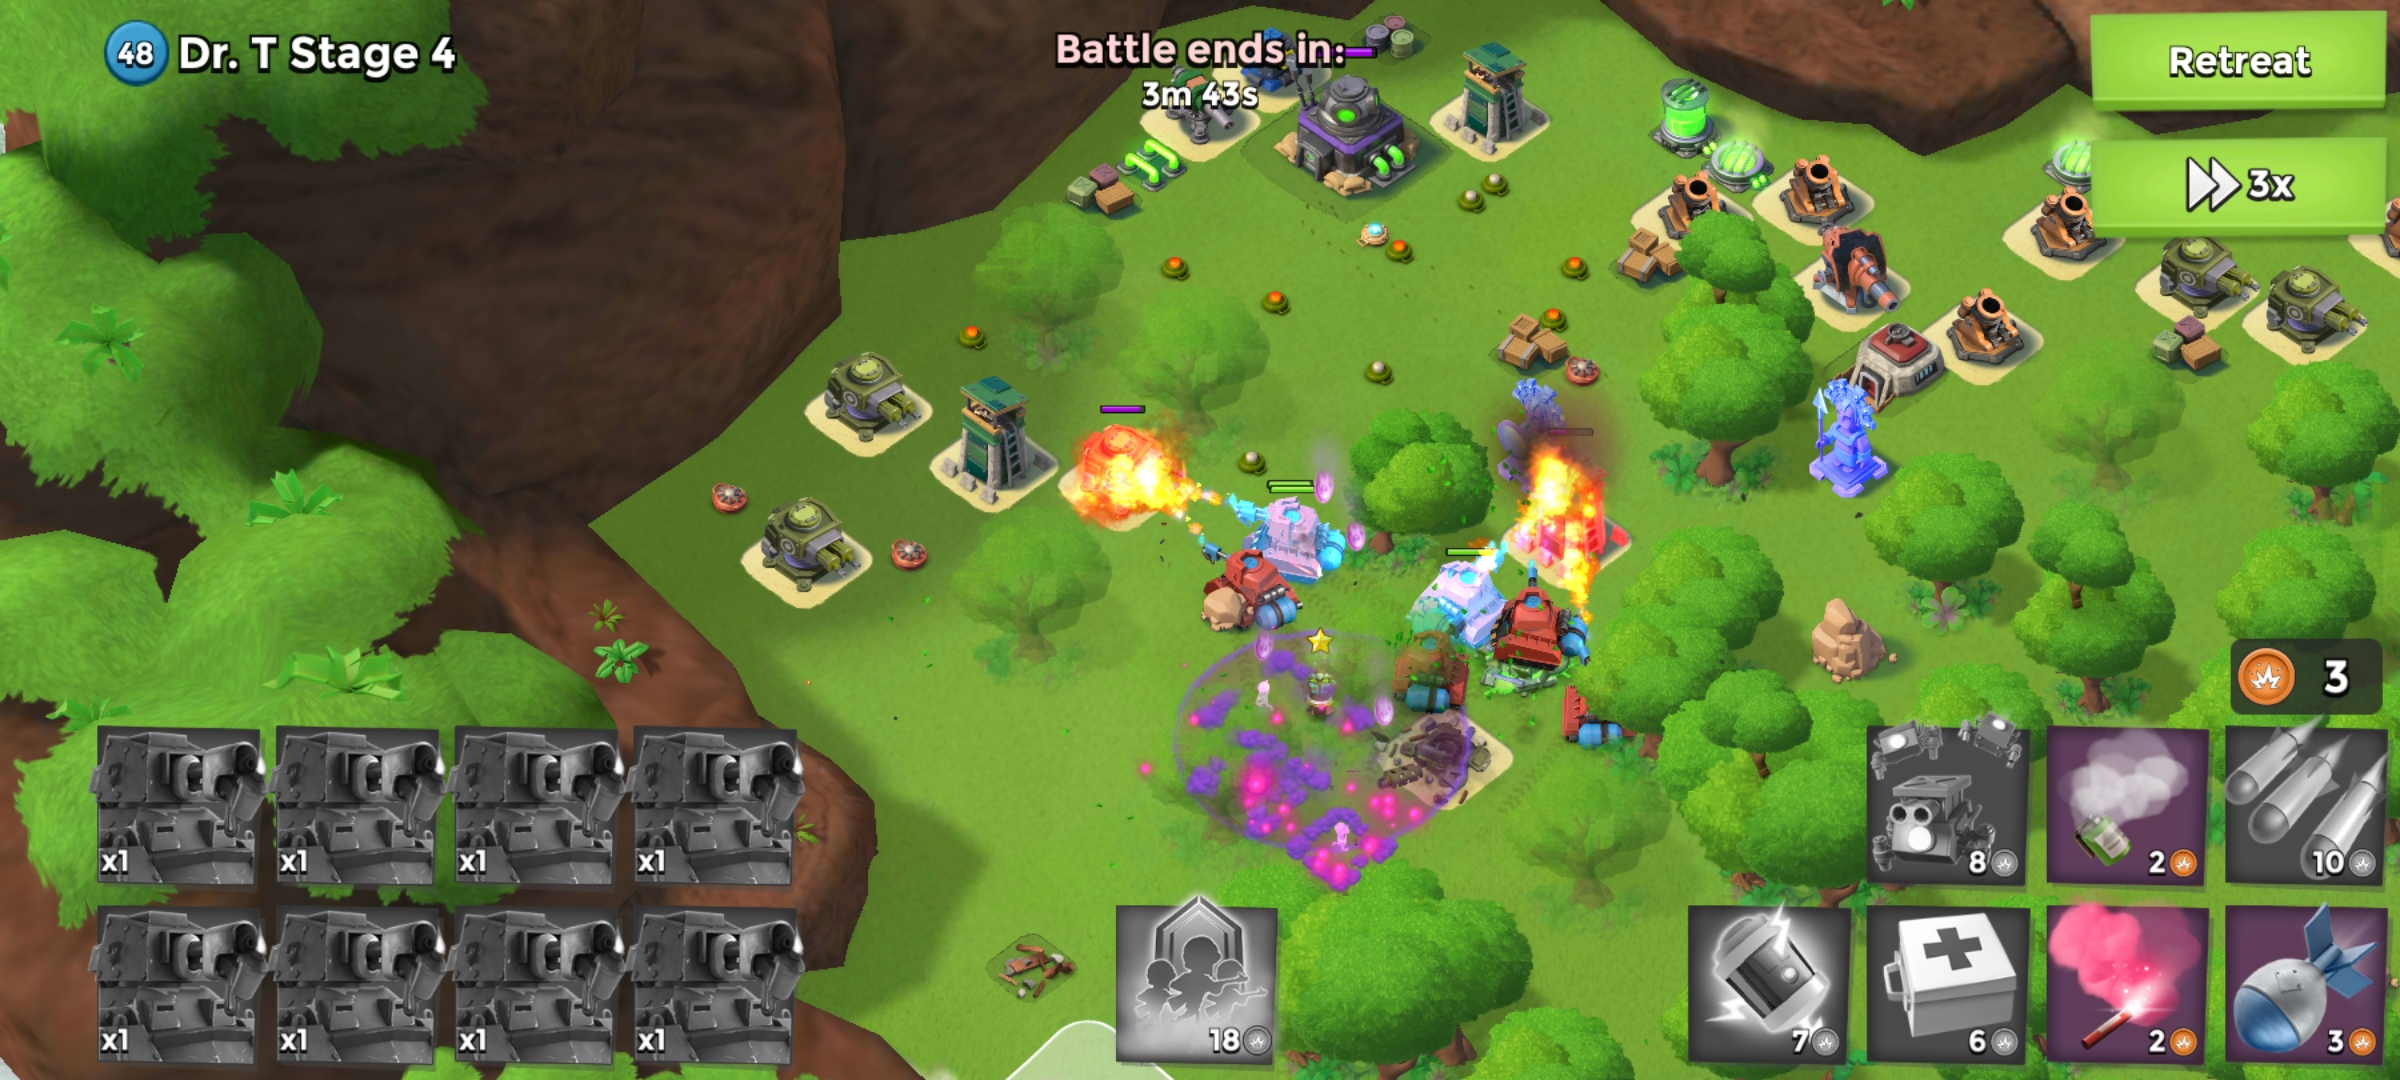 48 Dr. T Stage 4
Battle ends in:
3m 43s
Retreat
3x
3
x1
x1
x1
x1
8
2
10
x1
x1
x1
x1
18
7
6
2
3